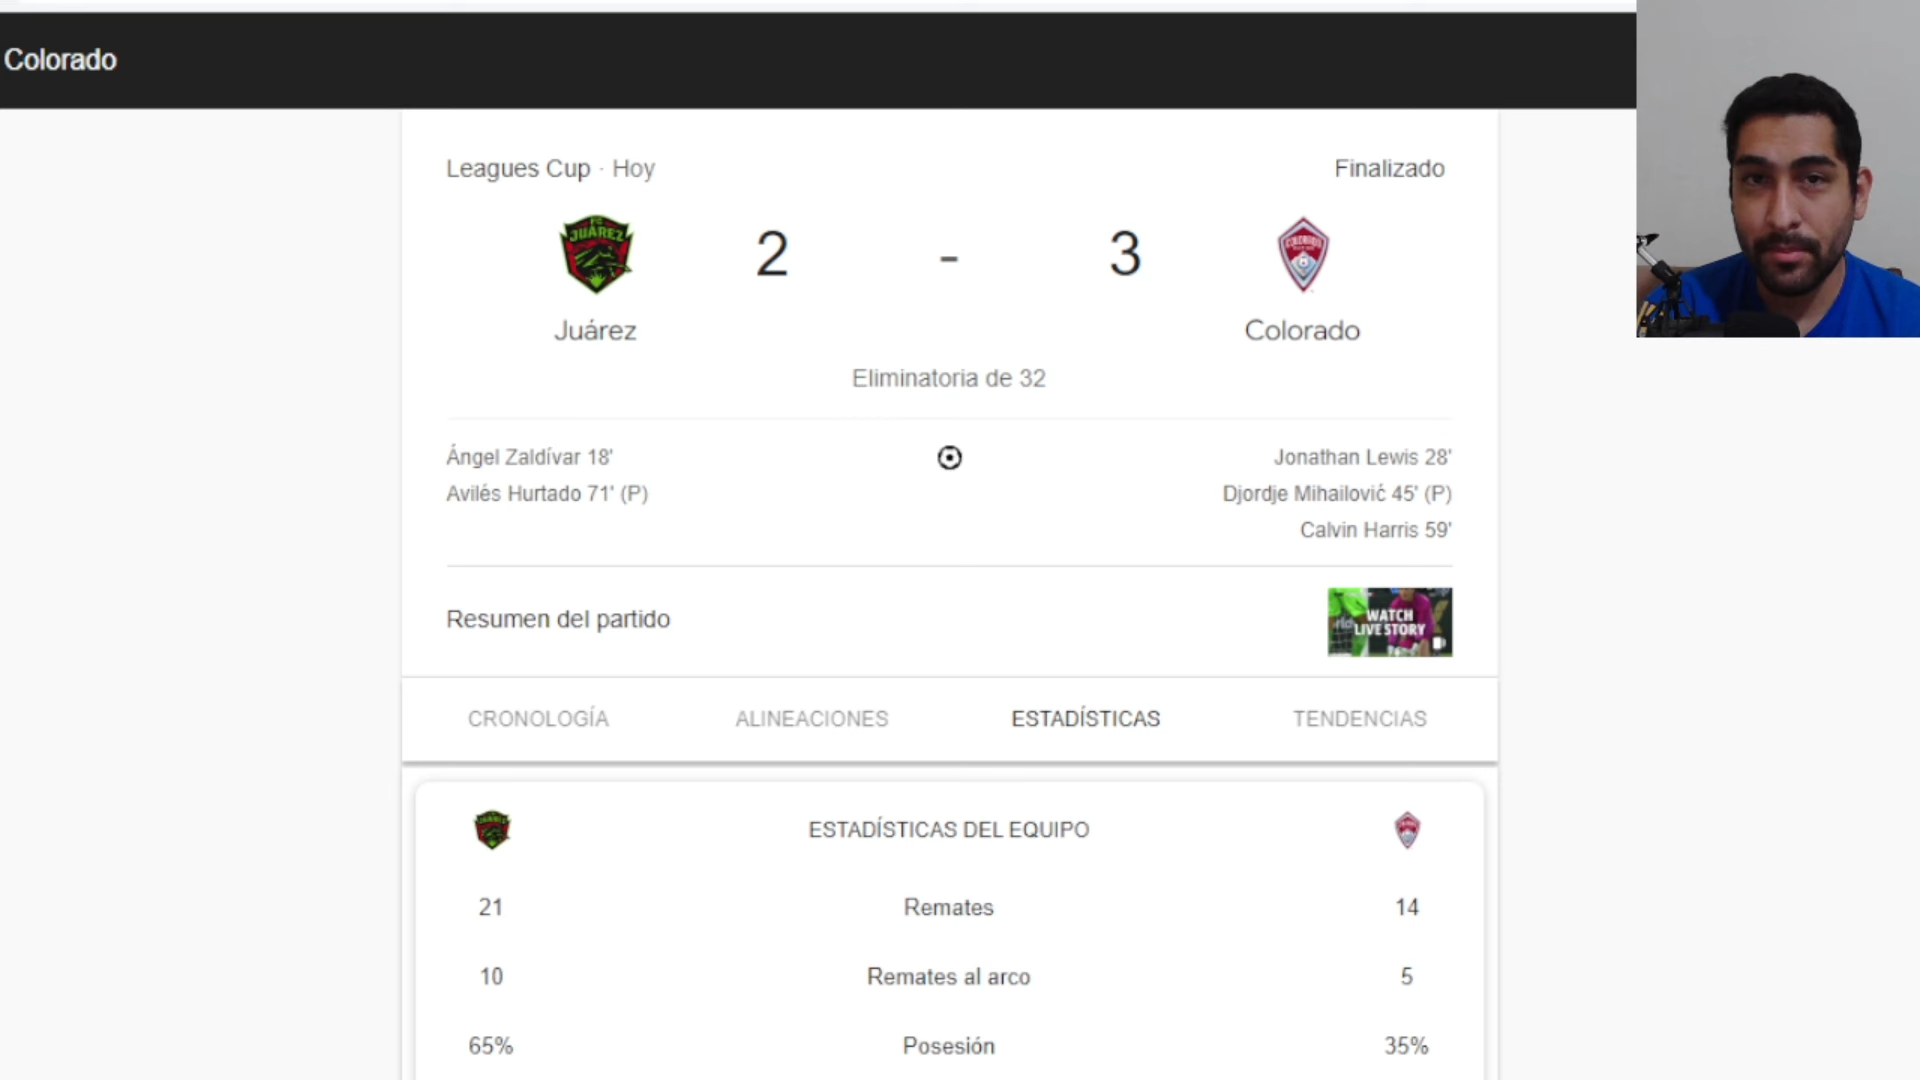 Colorado
Leagues Cup · Hoy
Finalizado
JUÁREZ
2 - 3
Juárez
Colorado
Eliminatoria de 32
Ángel Zaldívar 18'
Jonathan Lewis 28'
Avilés Hurtado 71' (P)
Djordje Mihailović 45' (P)
Calvin Harris 59'
Resumen del partido
WATCH
LIVE STORY
CRONOLOGÍA
ALINEACIONES
ESTADÍSTICAS
TENDENCIAS
ESTADÍSTICAS DEL EQUIPO
21 Remates 14
10 Remates al arco 5
65% Posesión 35%